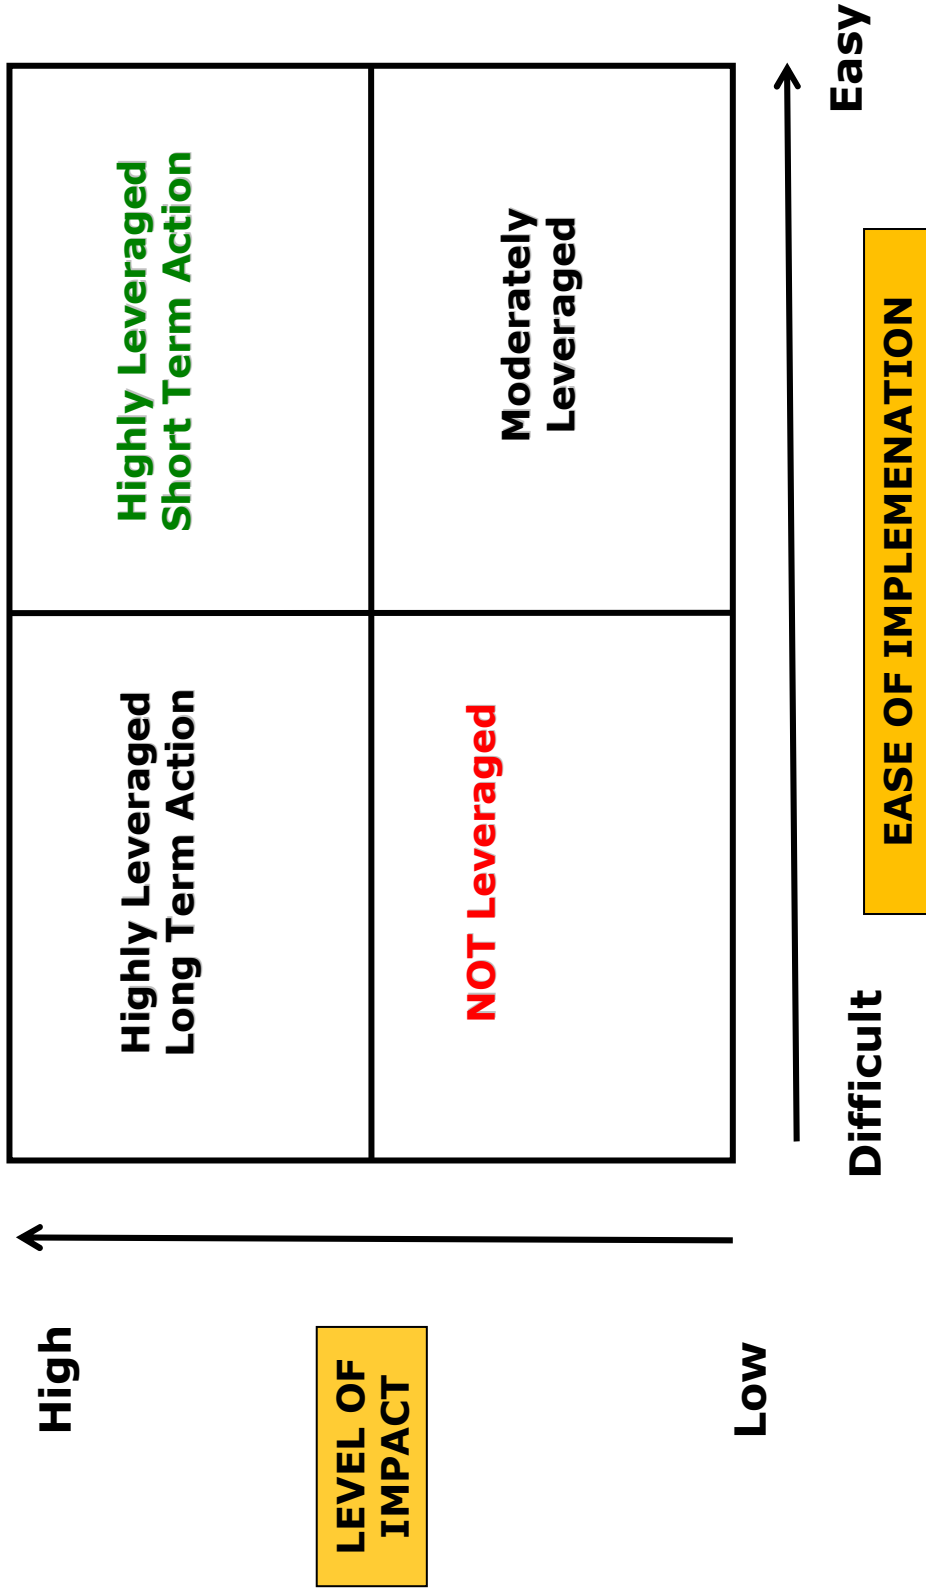 High
LEVEL OF
IMPACT
Low
Highly Leveraged
Long Term Action
Highly Leveraged
Short Term Action
NOT Leveraged
Moderately
Leveraged
Difficult
Easy
EASE OF IMPLEMENATION